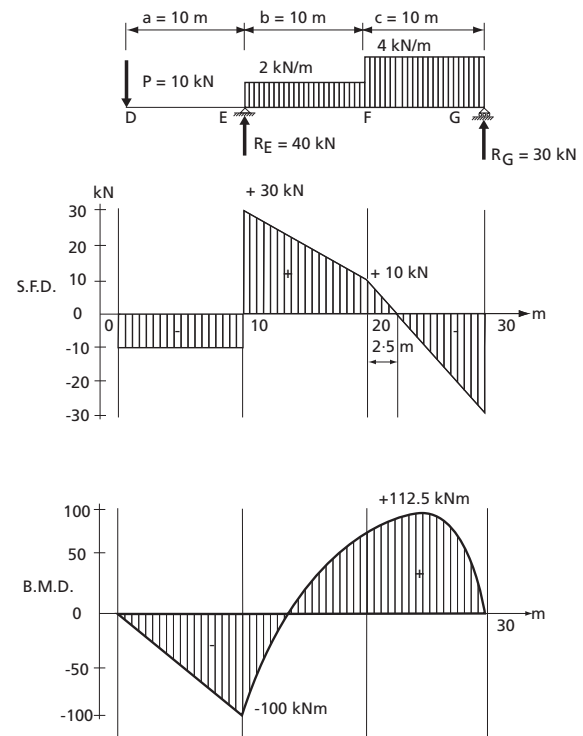 a = 10 m b = 10 m c = 10 m
4 kN/m
2 kN/m
P = 10 kN
D E F G
RE = 40 kN
RG = 30 kN
kN
+ 30 kN
30
20
10
+ 10 kN
+
S.F.D.
0
0 10 20 30 m
-
-
2·5 m
-10
-20
-30
+112.5 kNm
100
50
+
B.M.D.
0
m
30
-
-50
-100 kNm
-100